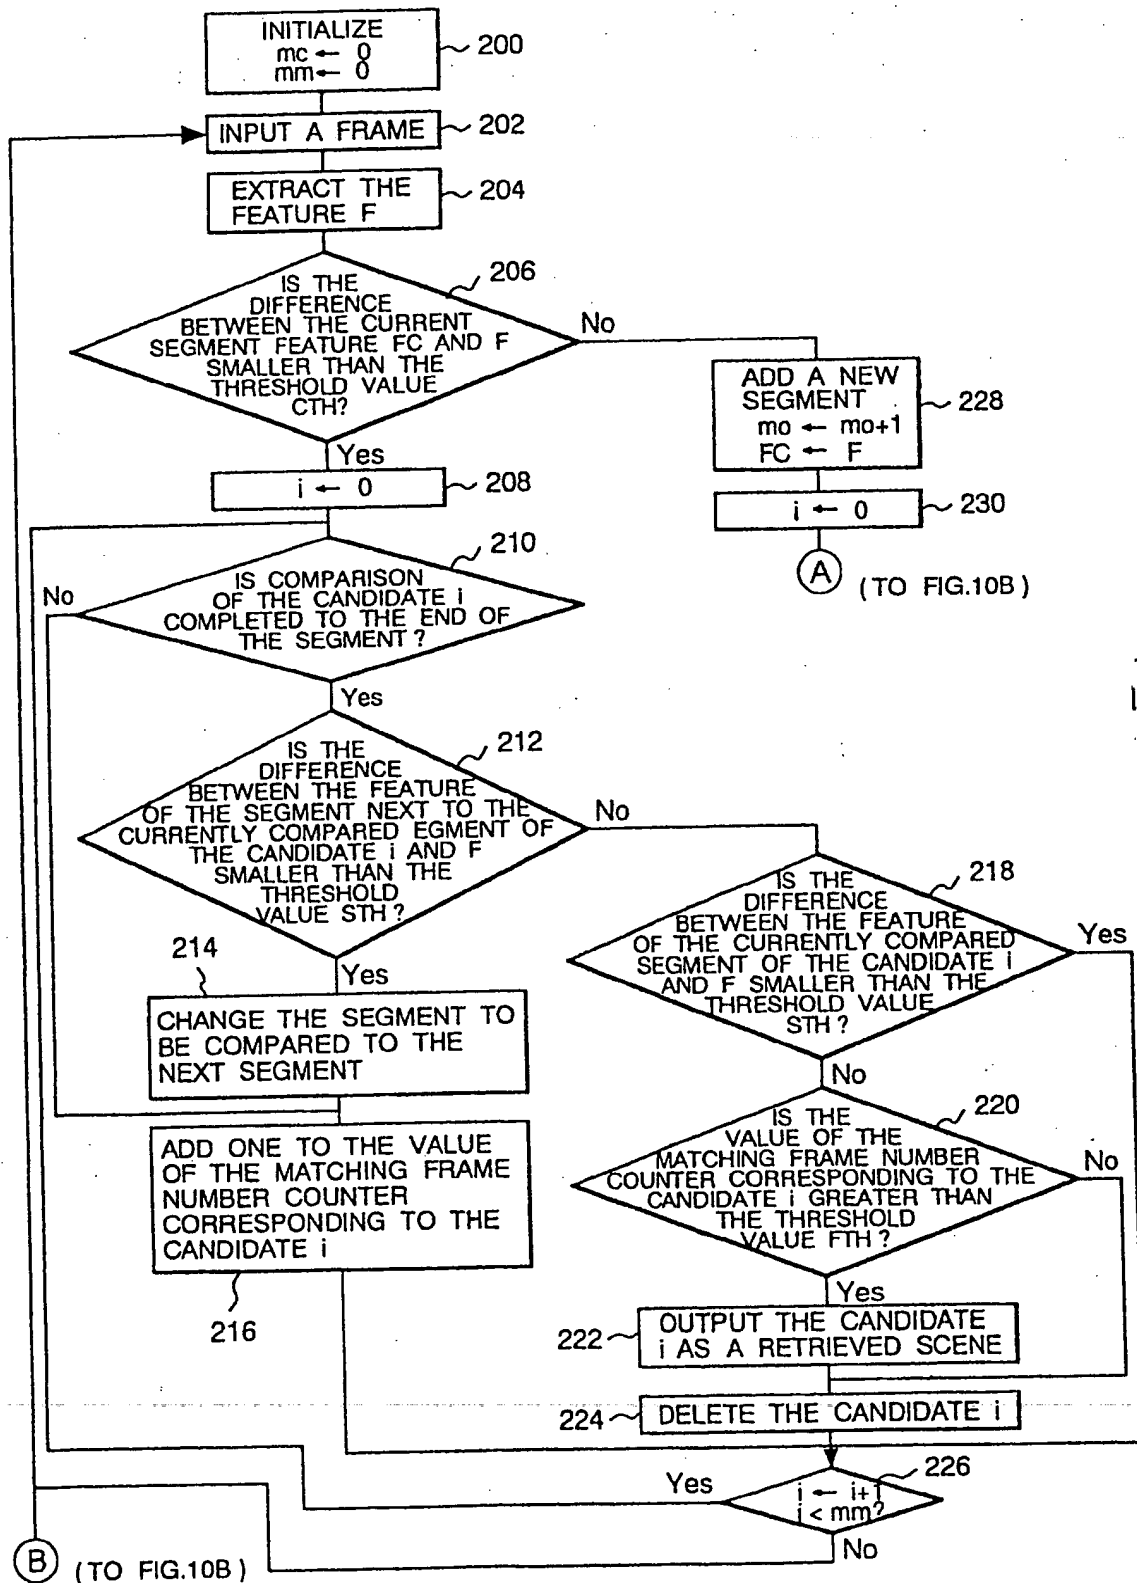 INITIALIZE
mc ← 0
mm ← 0
200
INPUT A FRAME
202
EXTRACT THE
FEATURE F
204
IS THE
DIFFERENCE
BETWEEN THE CURRENT
SEGMENT FEATURE FC AND F
SMALLER THAN THE
THRESHOLD VALUE
CTH?
206
No
Yes
ADD A NEW
SEGMENT
mo ← mo+1
FC ← F
228
i ← 0
208
i ← 0
230
A
(TO FIG.10B)
IS COMPARISON
OF THE CANDIDATE i
COMPLETED TO THE END OF
THE SEGMENT?
210
No
Yes
IS THE
DIFFERENCE
BETWEEN THE FEATURE
OF THE SEGMENT NEXT TO THE
CURRENTLY COMPARED EGMENT OF
THE CANDIDATE i AND F
SMALLER THAN THE
THRESHOLD
VALUE STH?
212
No
Yes
214
CHANGE THE SEGMENT TO
BE COMPARED TO THE
NEXT SEGMENT
IS THE
DIFFERENCE
BETWEEN THE FEATURE
OF THE CURRENTLY COMPARED
SEGMENT OF THE CANDIDATE i
AND F SMALLER THAN THE
THRESHOLD VALUE
STH?
218
Yes
No
ADD ONE TO THE VALUE
OF THE MATCHING FRAME
NUMBER COUNTER
CORRESPONDING TO THE
CANDIDATE i
216
IS THE
VALUE OF THE
MATCHING FRAME NUMBER
COUNTER CORRESPONDING TO THE
CANDIDATE i GREATER THAN
THE THRESHOLD
VALUE FTH?
220
No
Yes
222
OUTPUT THE CANDIDATE
i AS A RETRIEVED SCENE
224
DELETE THE CANDIDATE i
Yes
i ← i+1
i < mm?
226
No
B
(TO FIG.10B)